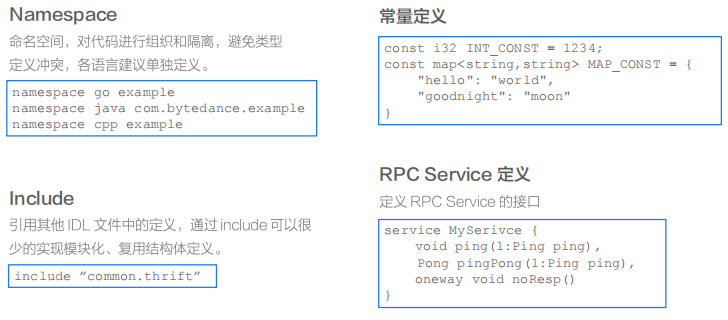 Namespace
命名空间，对代码进行组织和隔离，避免类型
定义冲突，各语言建议单独定义。
namespace go example
namespace java com.bytedance.example
namespace cpp example
Include
引用其他 IDL 文件中的定义，通过 include 可以很
少的实现模块化、复用结构体定义。
include ”common.thrift”
常量定义
const i32 INT_CONST = 1234;
const map<string,string> MAP_CONST = {
    "hello": "world",
    "goodnight": "moon"
}
RPC Service 定义
定义 RPC Service 的接口
service MySerivce {
    void ping(1:Ping ping),
    Pong pingPong(1:Ping ping),
    oneway void noResp()
}